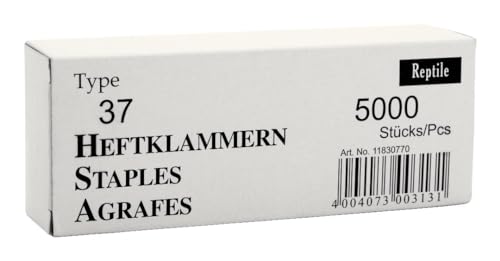 Type
37
HEFTKLAMMERN
STAPLES
AGRAFES
Reptile
5000
Stücks/Pcs
Art. No. 11830770
4 004073 003131